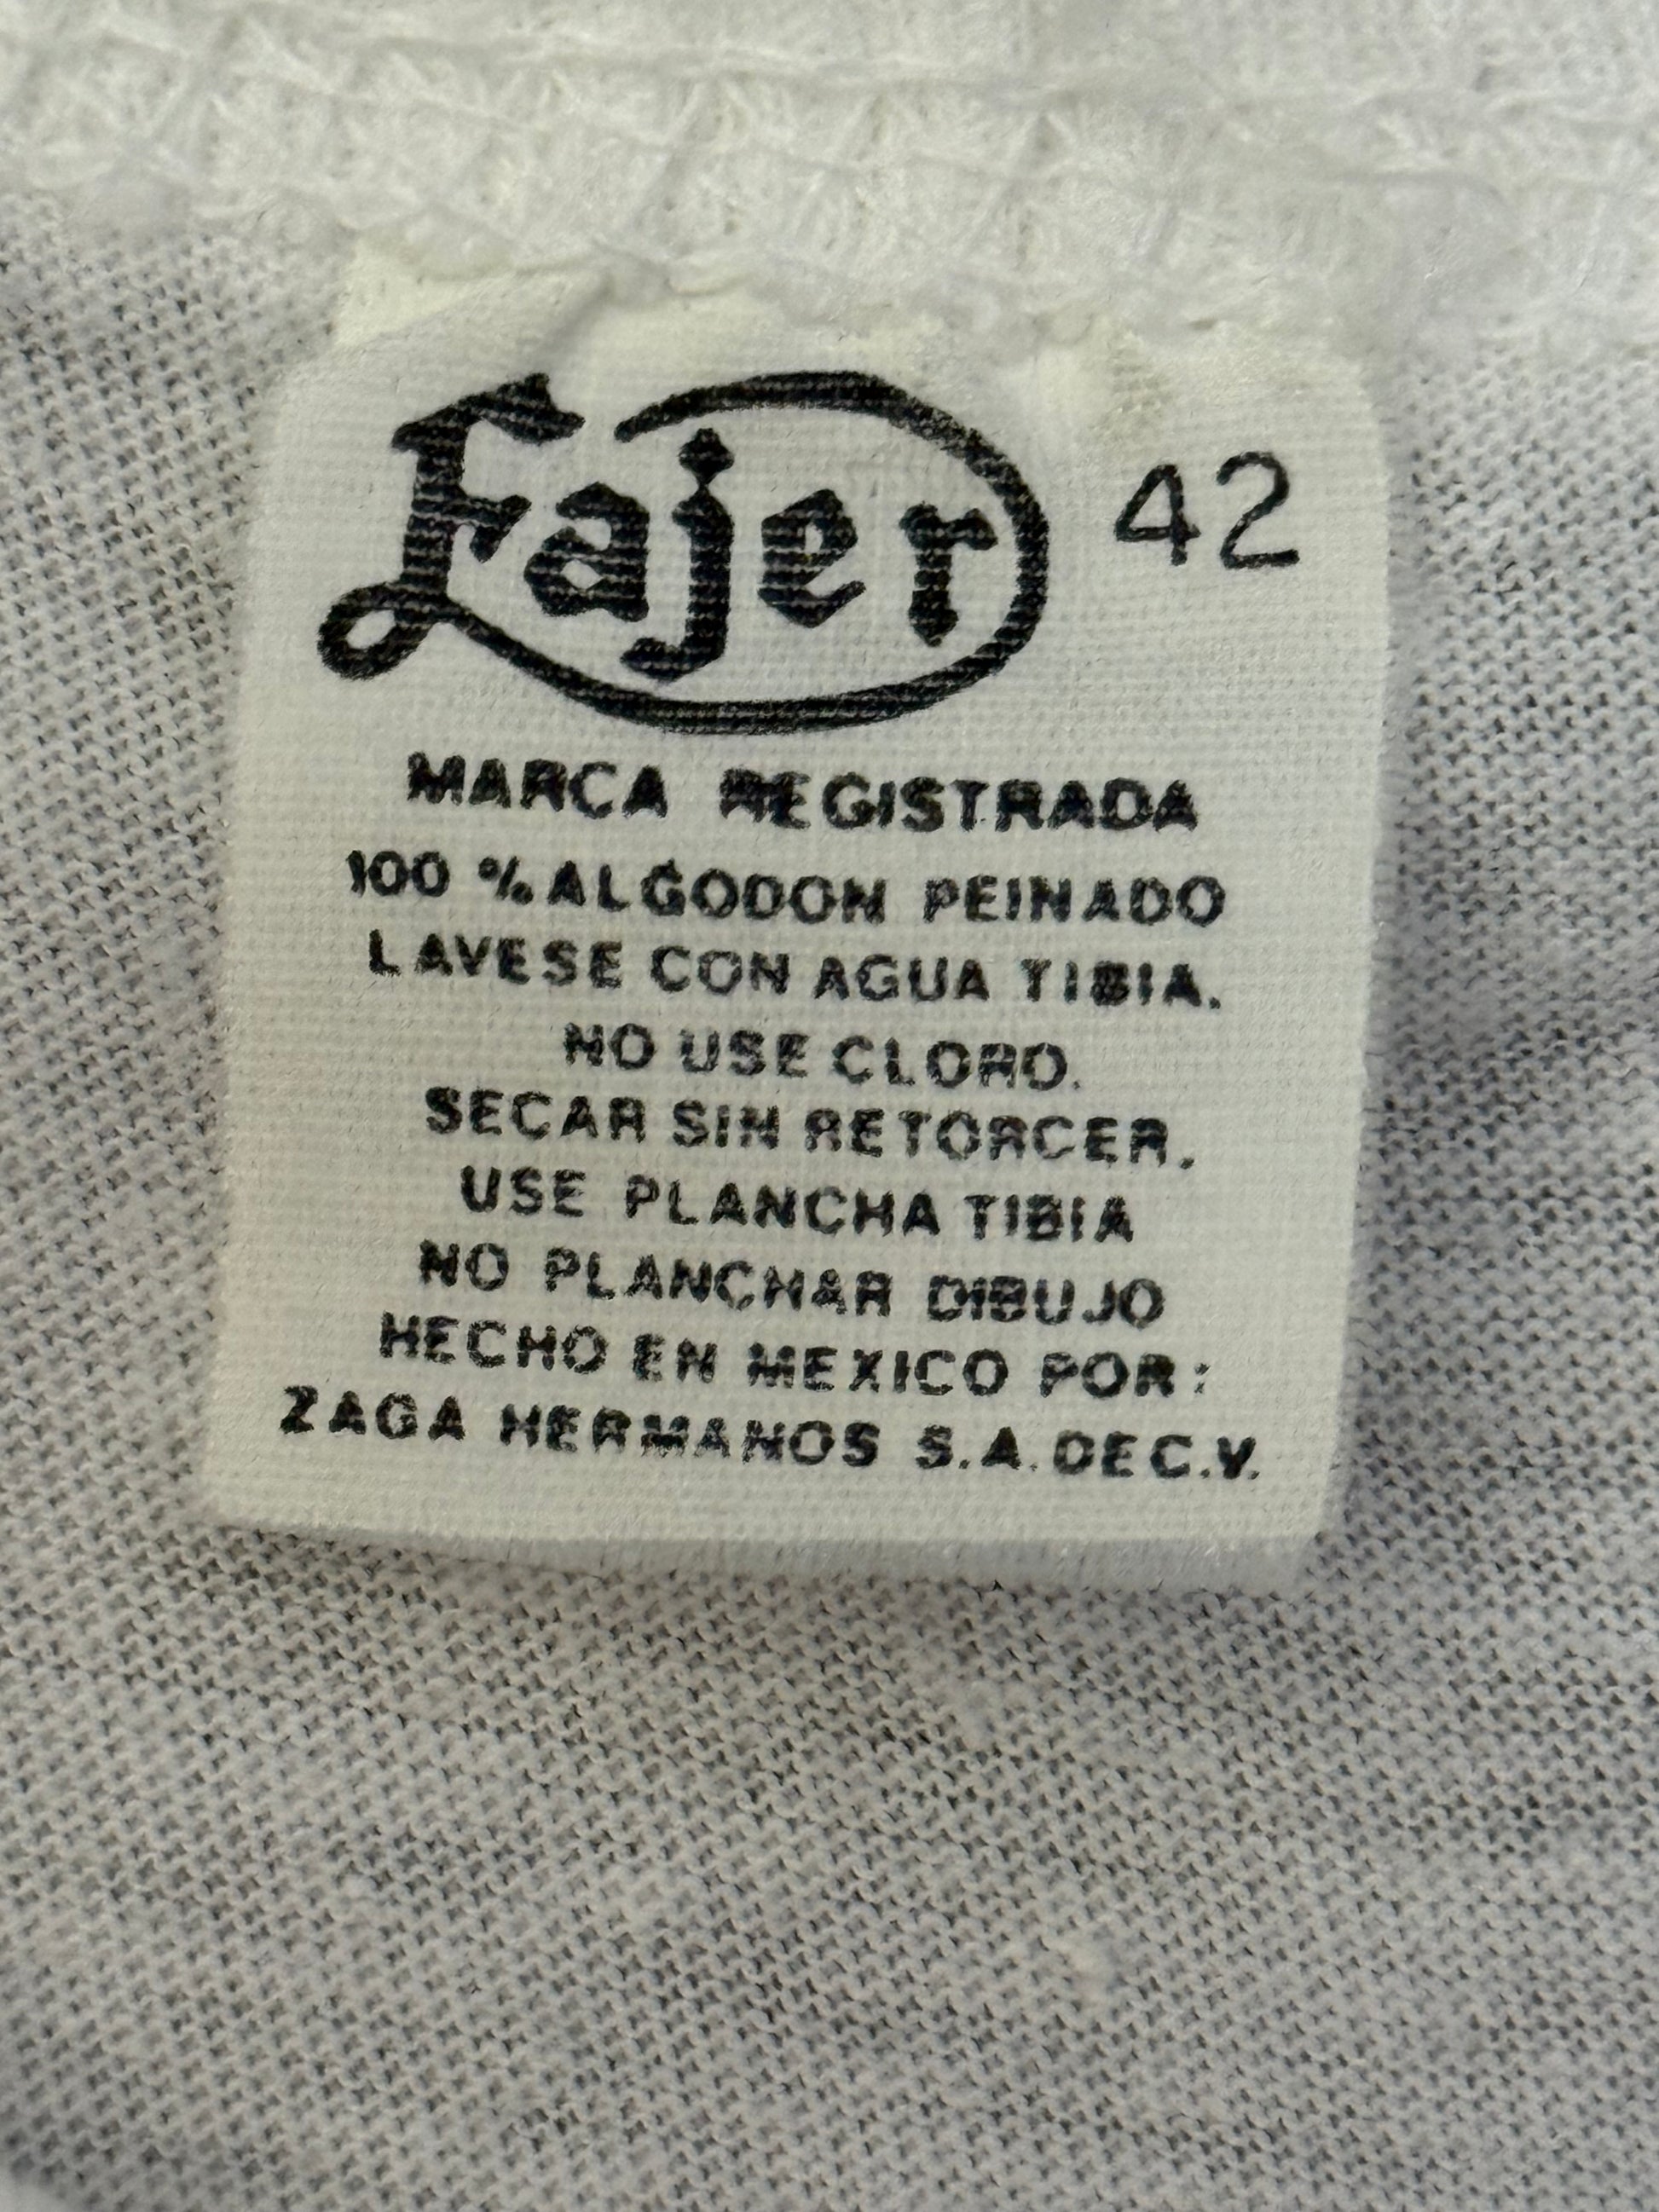 Fajer 42
MARCA REGISTRADA
100 % ALGODON PEINADO
LAVESE CON AGUA TIBIA.
NO USE CLORO.
SECAR SIN RETORCER.
USE PLANCHA TIBIA
NO PLANCHAR DIBUJO
HECHO EN MEXICO POR:
ZAGA HERMANOS S.A. DE C.V.